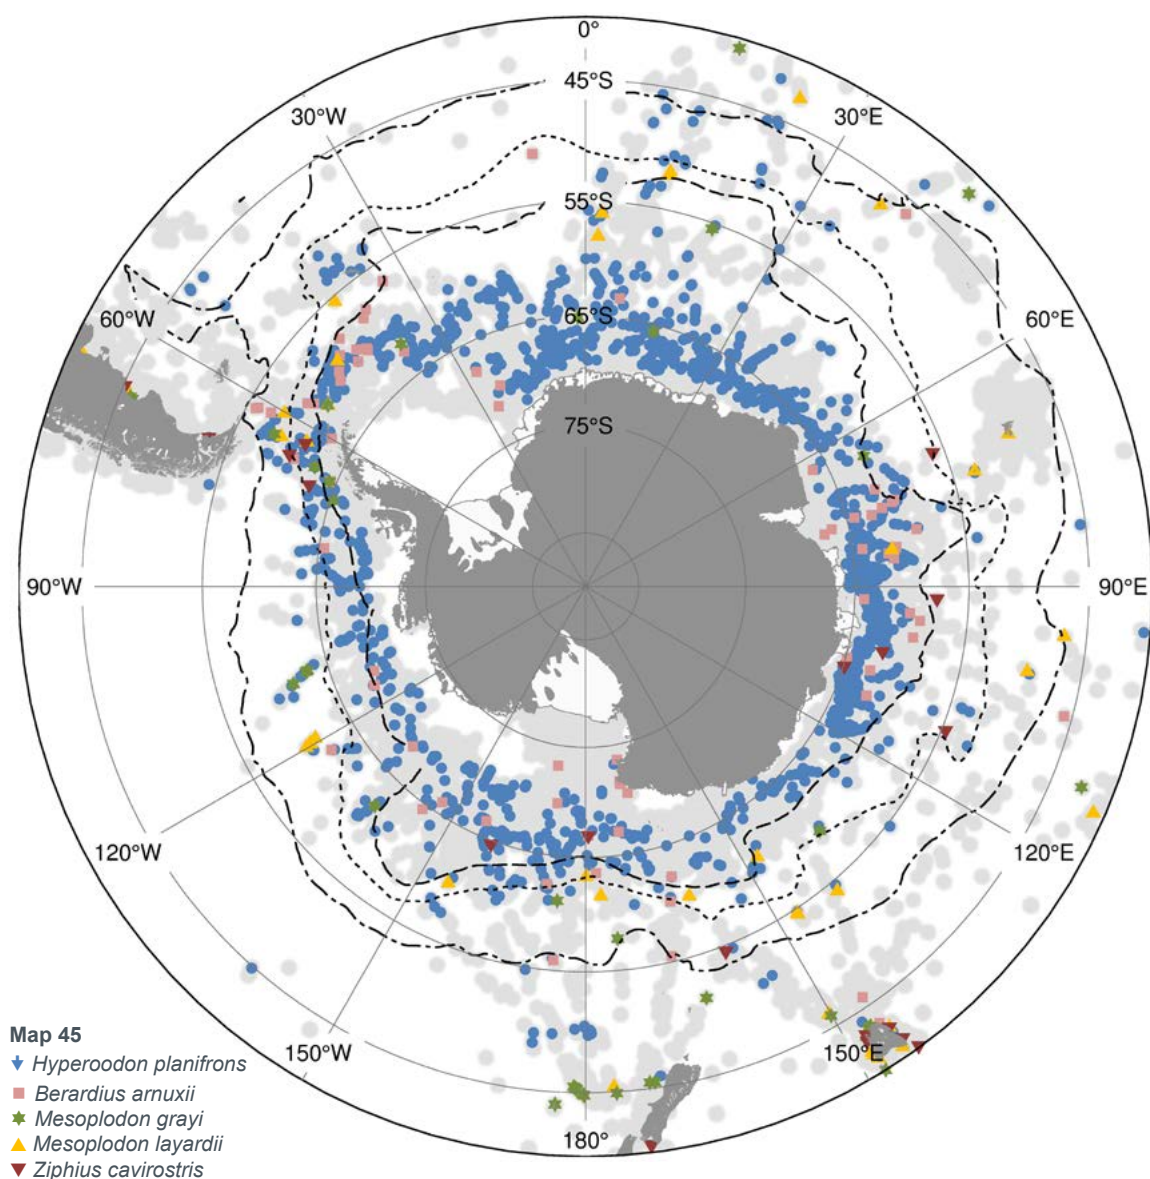 0°
45°S
30°W
30°E
55°S
60°W
65°S
60°E
75°S
90°W
90°E
120°W
120°E
150°W
150°E
180°
Map 45
Hyperoodon planifrons
Berardius arnuxii
Mesoplodon grayi
Mesoplodon layardii
Ziphius cavirostris